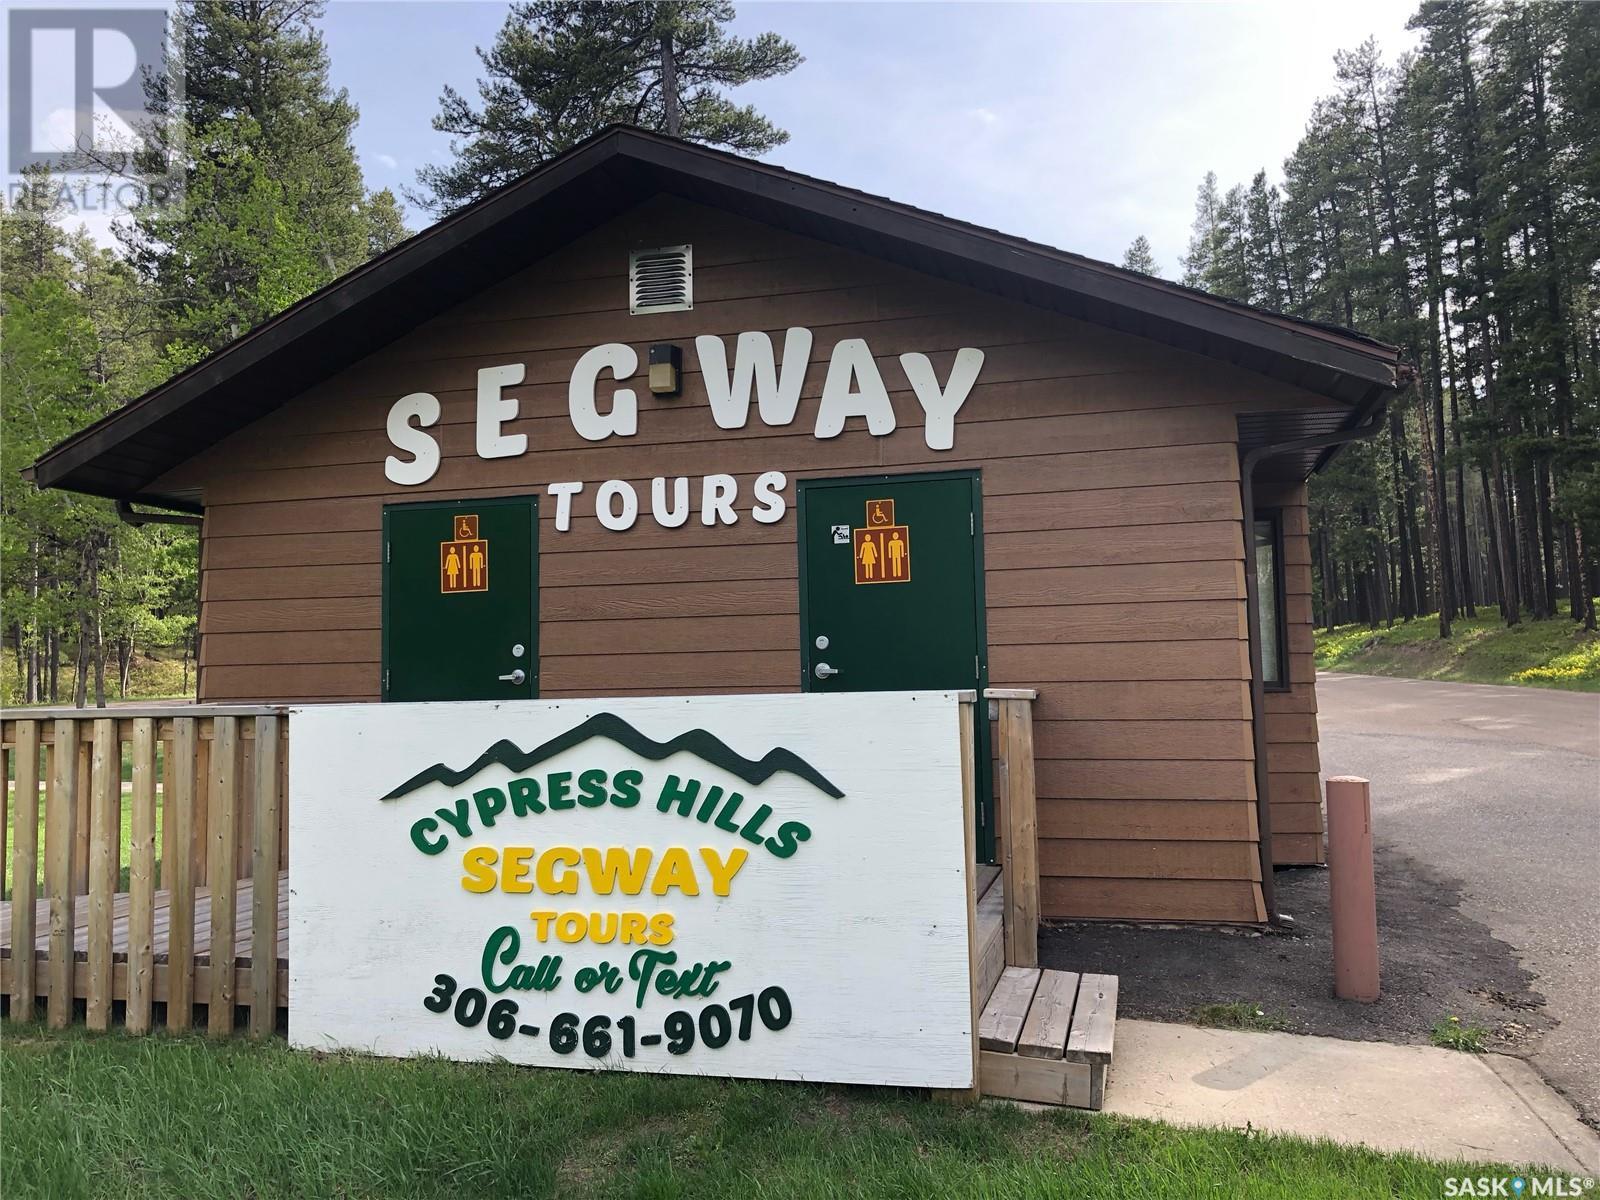 REALTOR®
SEGWAY
TOURS
CYPRESS HILLS
SEGWAY
TOURS
Call or Text
306-661-9070
SASK MLS®